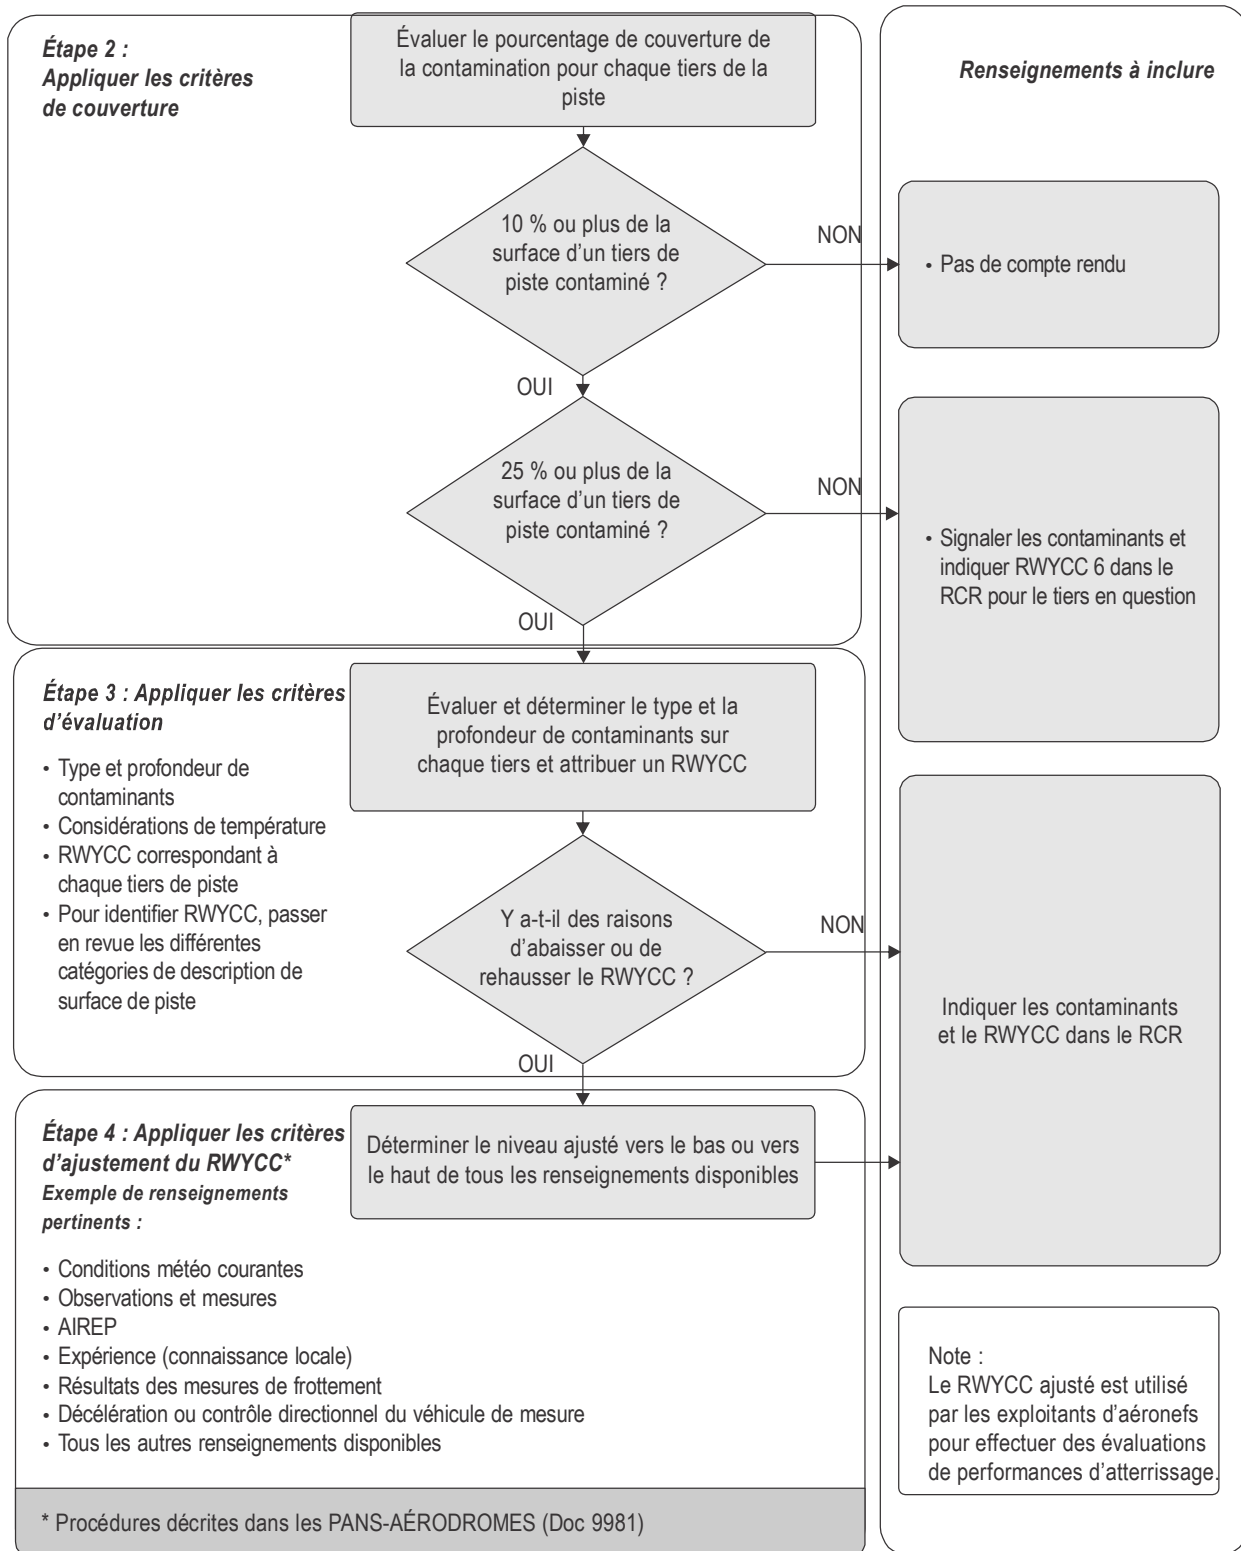 Étape 2 :
Appliquer les critères
de couverture
Évaluer le pourcentage de couverture de
la contamination pour chaque tiers de la
piste
Renseignements à inclure
10 % ou plus de la
surface d'un tiers de
piste contaminé ?
NON
• Pas de compte rendu
OUI
25 % ou plus de la
surface d'un tiers de
piste contaminé ?
NON
• Signaler les contaminants et
indiquer RWYCC 6 dans le
RCR pour le tiers en question
OUI
Étape 3 : Appliquer les critères
d'évaluation
• Type et profondeur de
contaminants
• Considérations de température
• RWYCC correspondant à
chaque tiers de piste
• Pour identifier RWYCC, passer
en revue les différentes
catégories de description de
surface de piste
Évaluer et déterminer le type et la
profondeur de contaminants sur
chaque tiers et attribuer un RWYCC
Y a-t-il des raisons
d'abaisser ou de
rehausser le RWYCC ?
NON
Indiquer les contaminants
et le RWYCC dans le RCR
OUI
Étape 4 : Appliquer les critères
d'ajustement du RWYCC*
Exemple de renseignements
pertinents :
Déterminer le niveau ajusté vers le bas ou vers
le haut de tous les renseignements disponibles
• Conditions météo courantes
• Observations et mesures
• AIREP
• Expérience (connaissance locale)
• Résultats des mesures de frottement
• Décélération ou contrôle directionnel du véhicule de mesure
• Tous les autres renseignements disponibles
Note :
Le RWYCC ajusté est utilisé
par les exploitants d'aéronefs
pour effectuer des évaluations
de performances d'atterrissage.
* Procédures décrites dans les PANS-AÉRODROMES (Doc 9981)